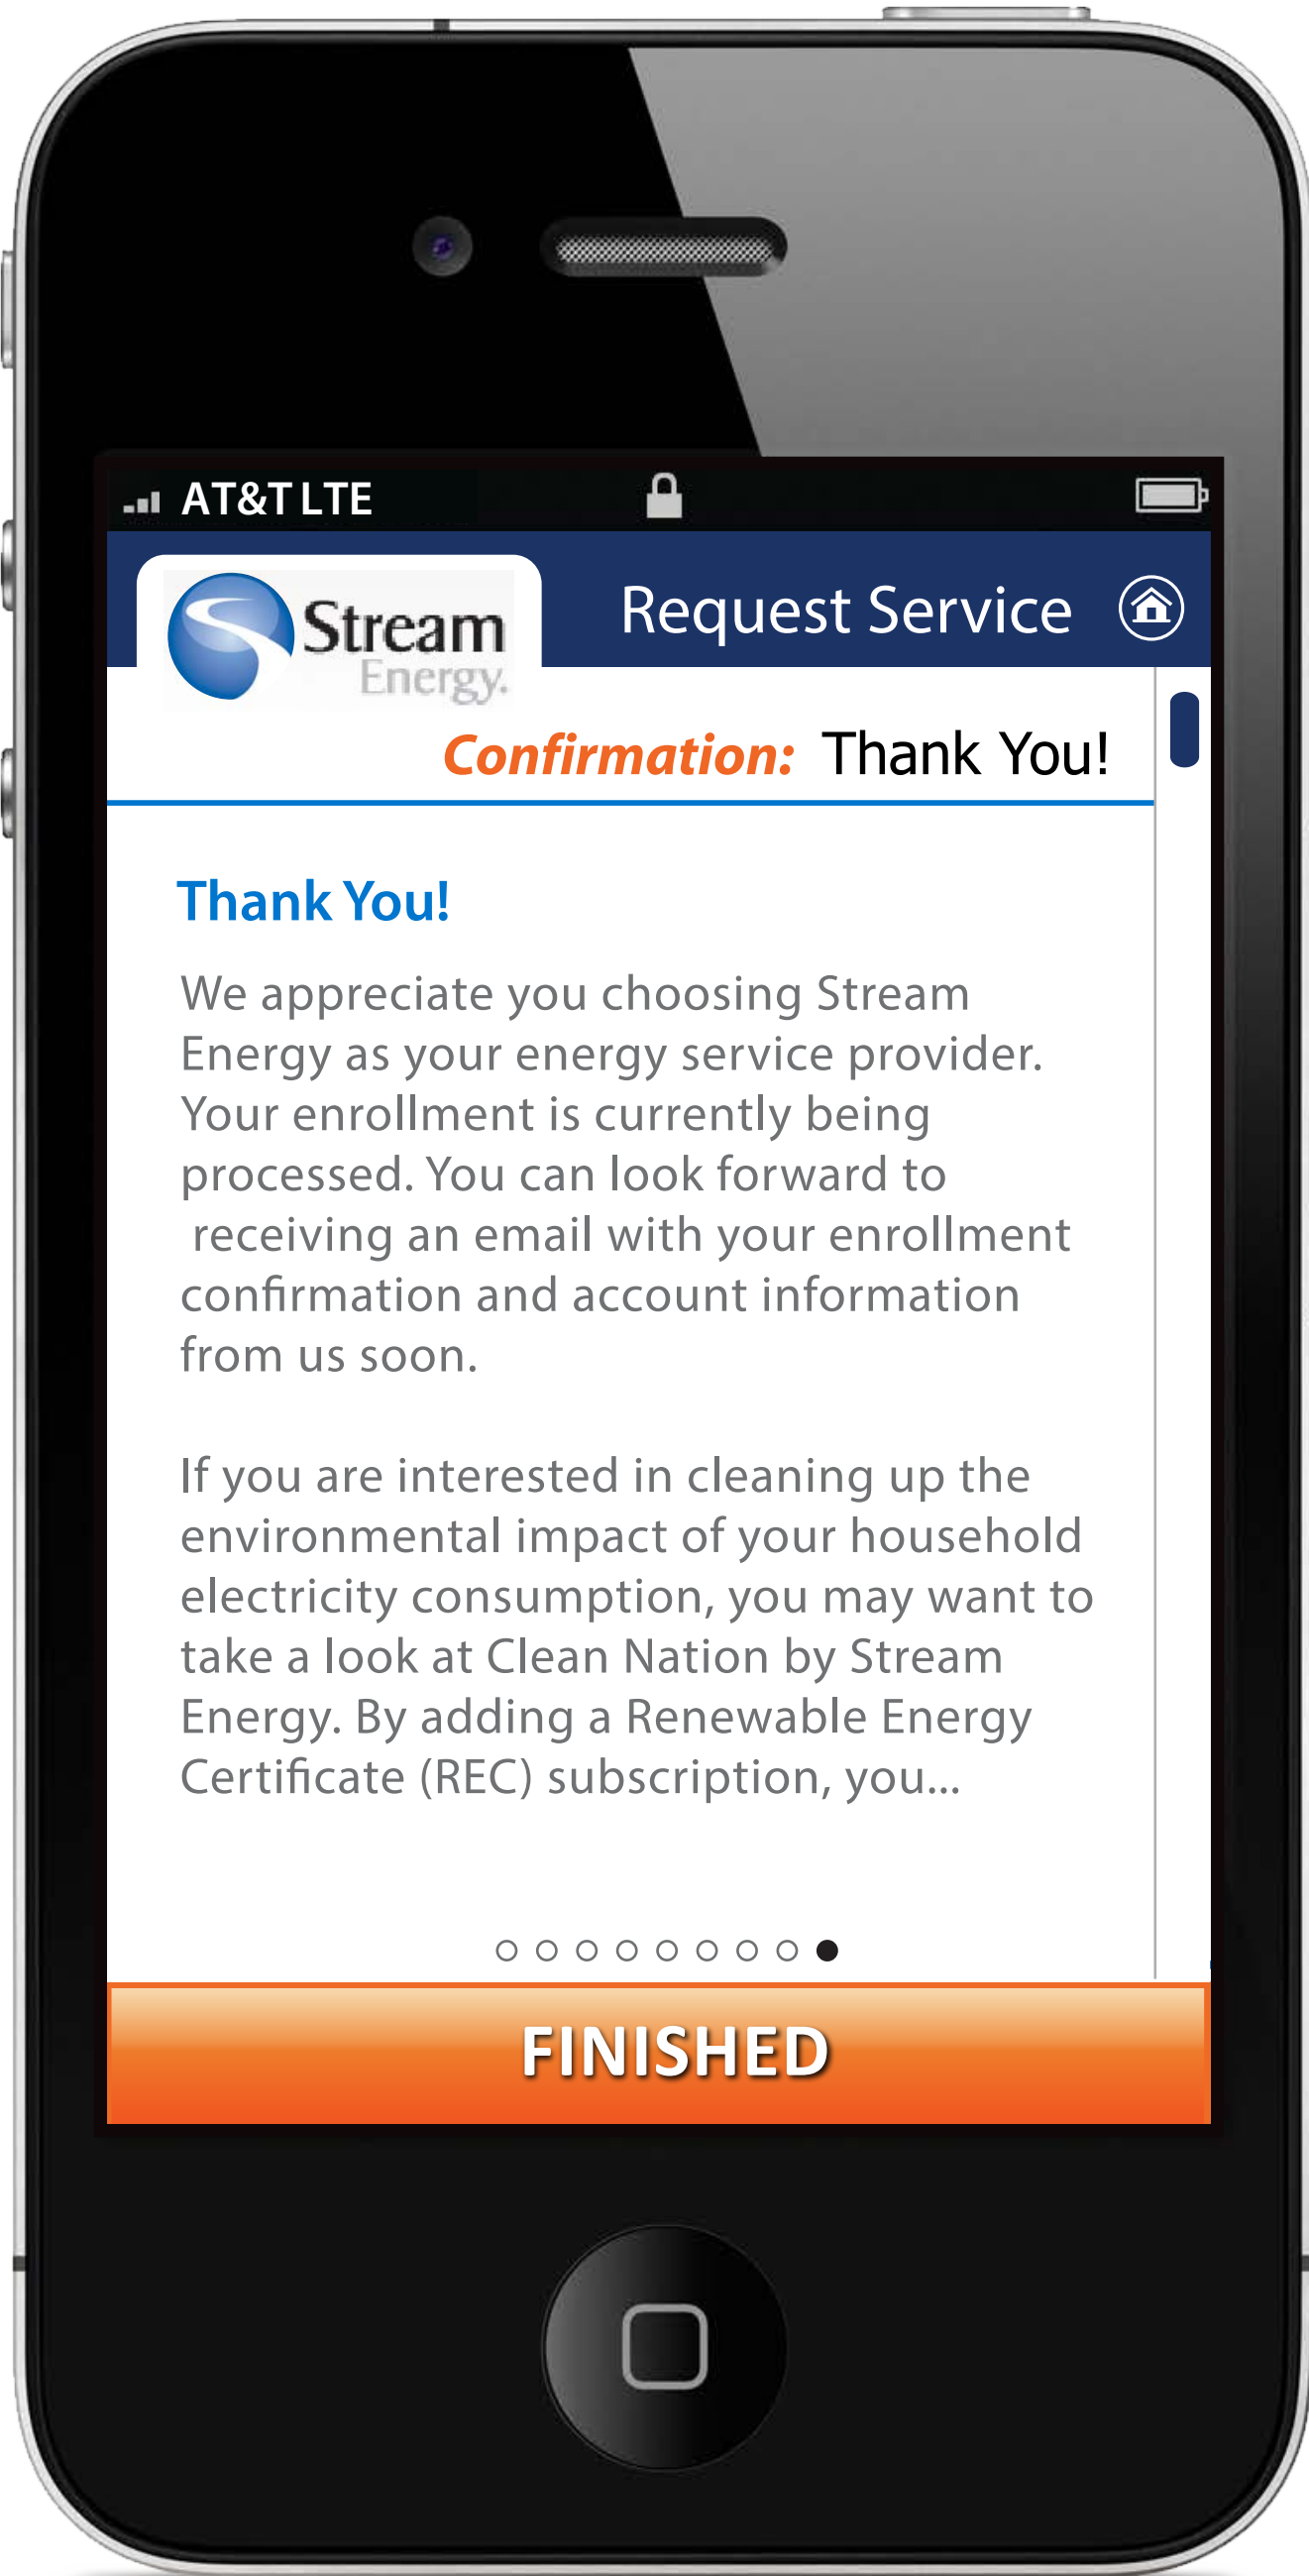 AT&T LTE
Stream
Energy.
Request Service
Confirmation: Thank You!
Thank You!
We appreciate you choosing Stream
Energy as your energy service provider.
Your enrollment is currently being
processed. You can look forward to
receiving an email with your enrollment
confirmation and account information
from us soon.
If you are interested in cleaning up the
environmental impact of your household
electricity consumption, you may want to
take a look at Clean Nation by Stream
Energy. By adding a Renewable Energy
Certificate (REC) subscription, you...
FINISHED